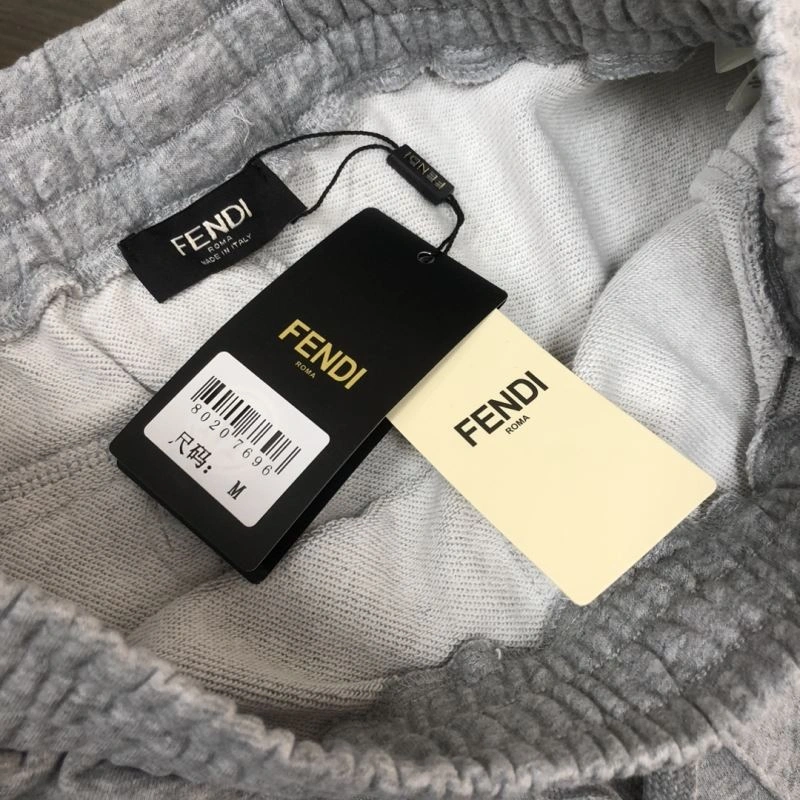 FENDI
FENDI
ROMA
MADE IN ITALY
FENDI
ROMA
80207696
尺码: M
FENDI
ROMA